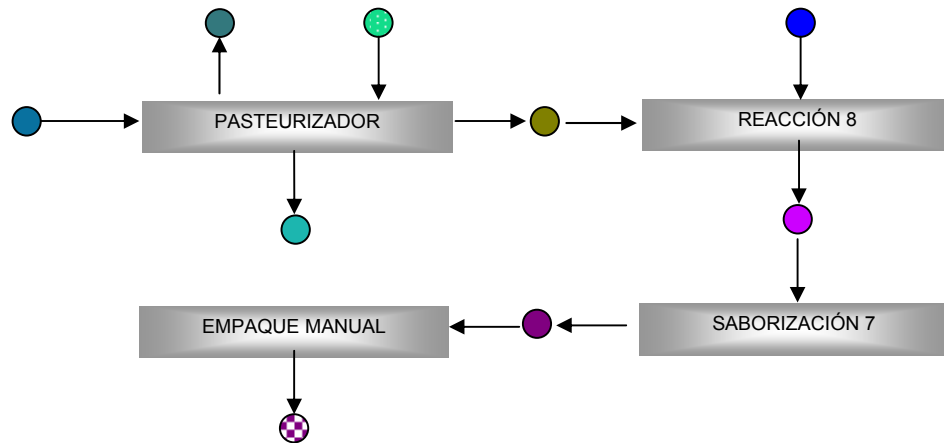 PASTEURIZADOR
REACCIÓN 8
EMPAQUE MANUAL
SABORIZACIÓN 7